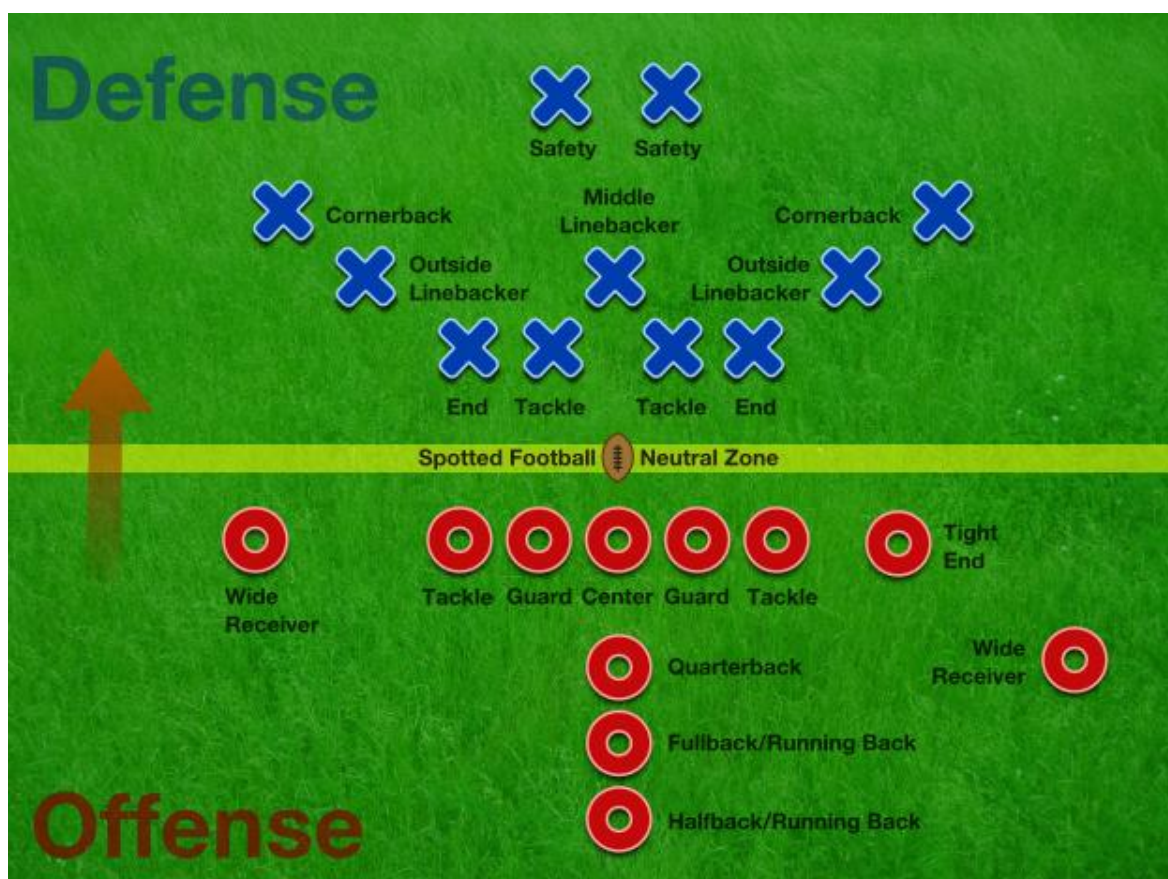 Defense
Safety Safety
Cornerback
Middle
Linebacker
Cornerback
Outside
Linebacker
Outside
Linebacker
End Tackle Tackle End
Spotted Football Neutral Zone
Wide
Receiver
Tackle Guard Center Guard Tackle
Tight
End
Quarterback
Wide
Receiver
Fullback/Running Back
Halfback/Running Back
Offense